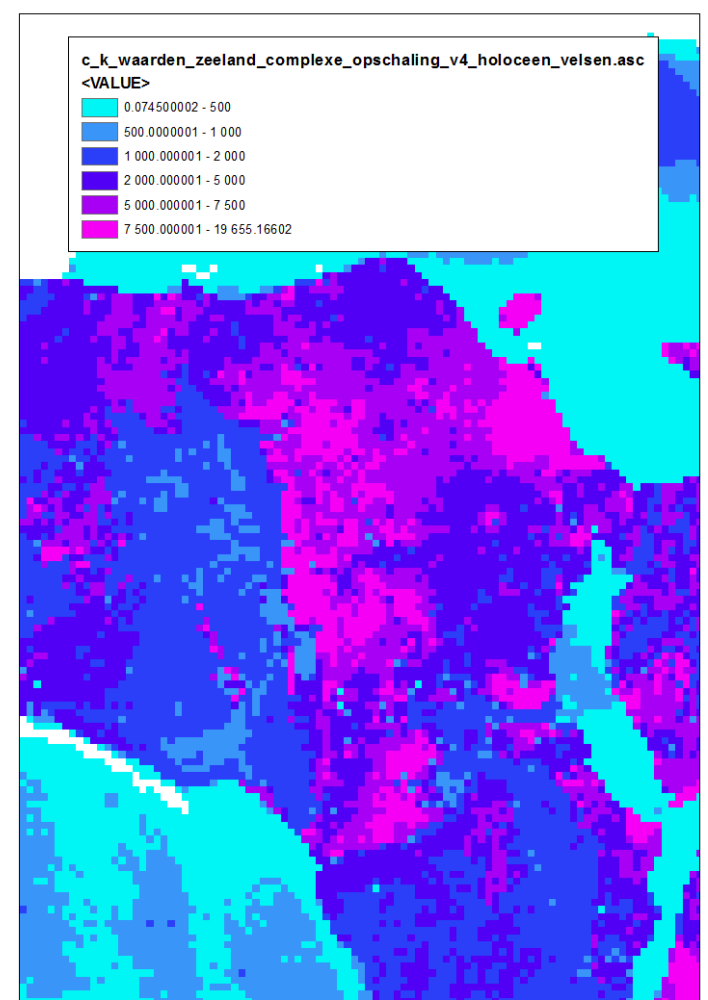 c_k_waarden_zeeland_complexe_opschaling_v4_holoceen_velsen.asc
<VALUE>
0.074500002 - 500
500.0000001 - 1 000
1 000.000001 - 2 000
2 000.000001 - 5 000
5 000.000001 - 7 500
7 500.000001 - 19 655.16602